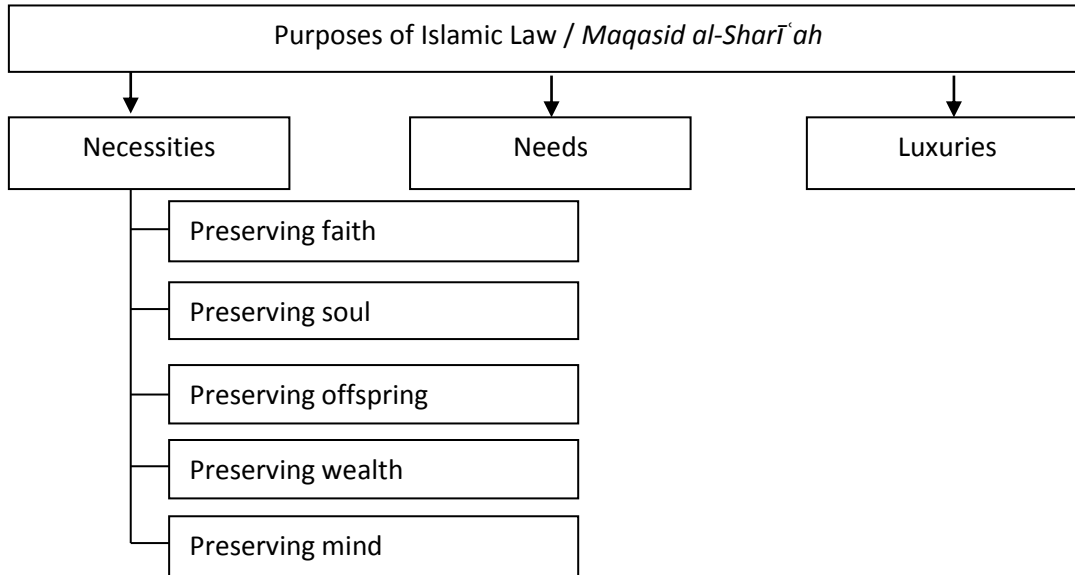 Purposes of Islamic Law / Maqasid al-Sharīʿah
Necessities
Needs
Luxuries
Preserving faith
Preserving soul
Preserving offspring
Preserving wealth
Preserving mind